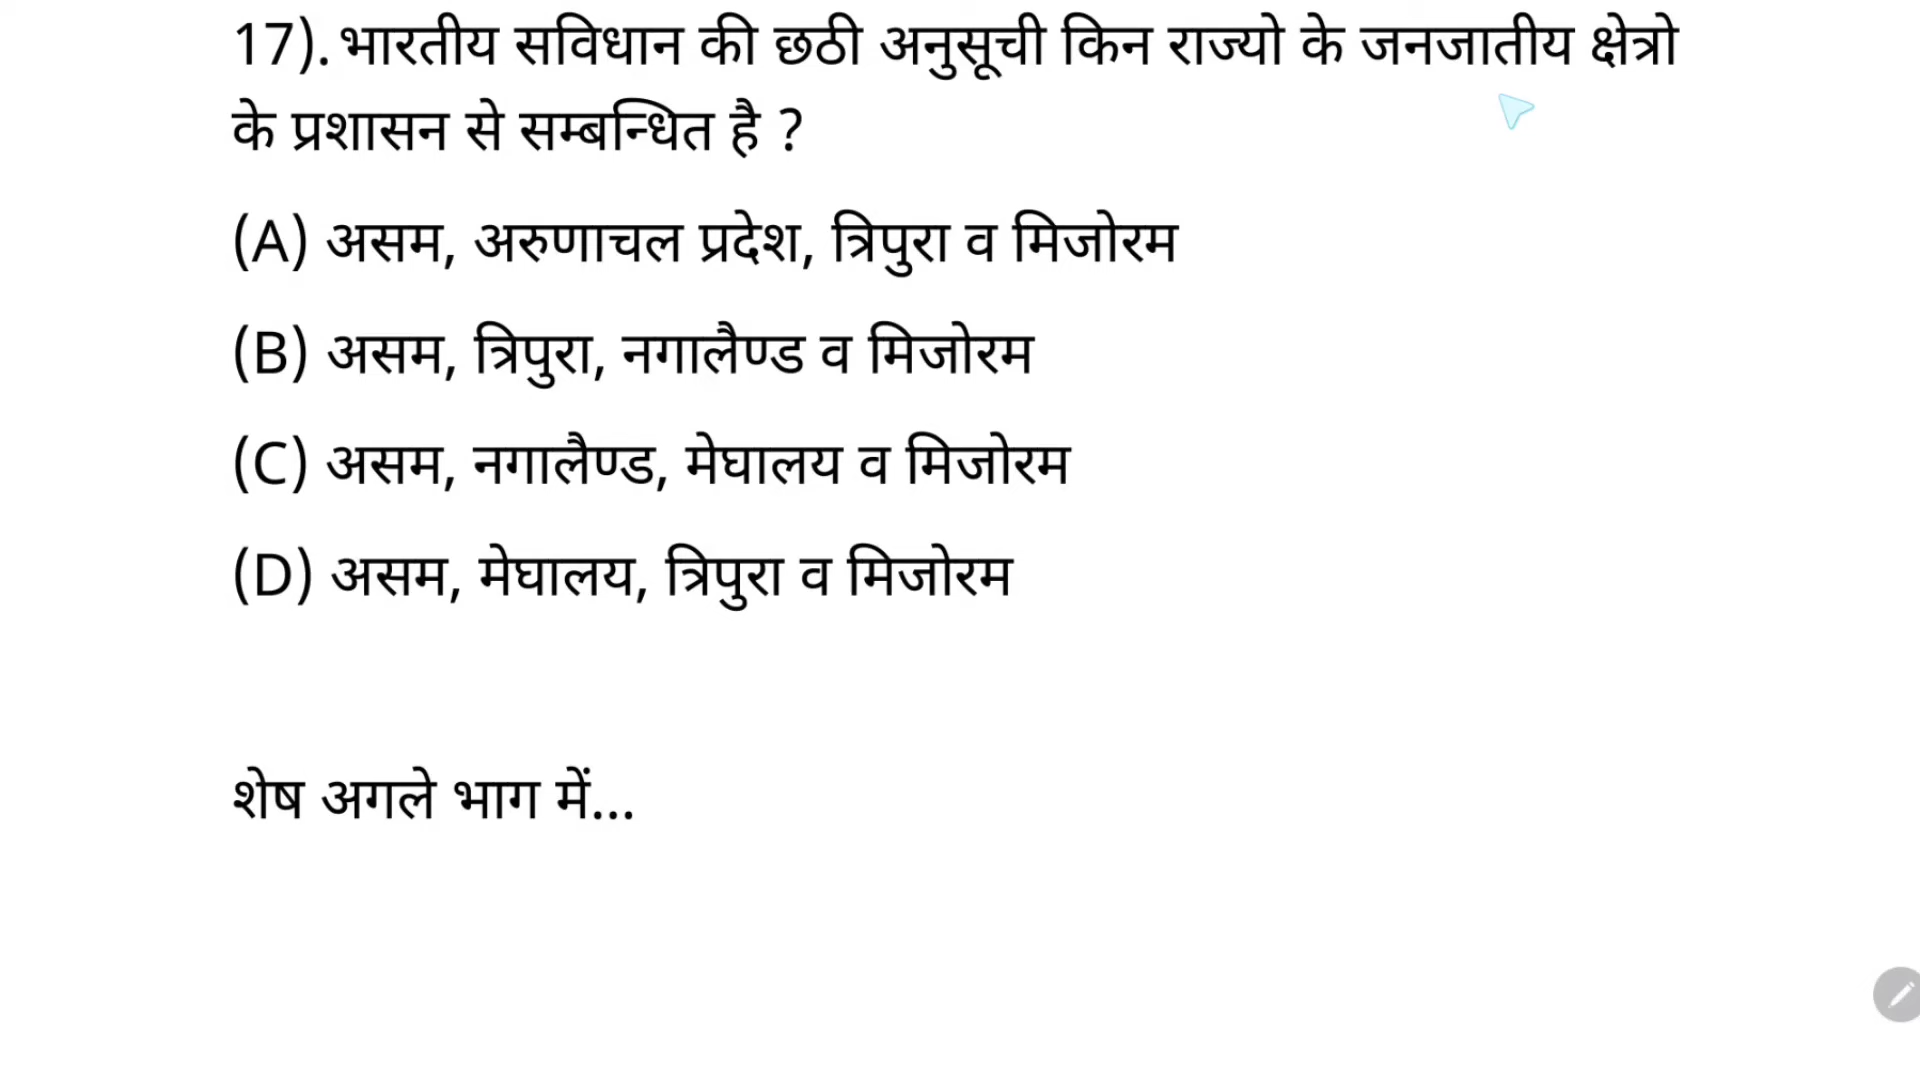 17). भारतीय सविधान की छठी अनुसूची किन राज्यो के जनजातीय क्षेत्रो
के प्रशासन से सम्बन्धित है ?
(A) असम, अरुणाचल प्रदेश, त्रिपुरा व मिजोरम
(B) असम, त्रिपुरा, नगालैण्ड व मिजोरम
(C) असम, नगालैण्ड, मेघालय व मिजोरम
(D) असम, मेघालय, त्रिपुरा व मिजोरम
शेष अगले भाग में...